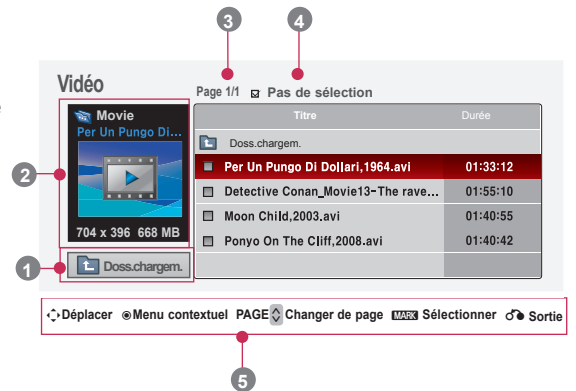 3
4
Vidéo
Page 1/1 Pas de sélection
Movie
Per Un Pungo Di...
704 x 396 668 MB
Doss.chargem.
Titre Durée
Doss.chargem.
Per Un Pungo Di Dollari,1964.avi 01:33:12
Detective Conan_Movie13-The rave... 01:55:10
Moon Child,2003.avi 01:40:55
Ponyo On The Cliff,2008.avi 01:40:42
2
1
Déplacer Menu contextuel PAGE Changer de page MARK Sélectionner Sortie
5